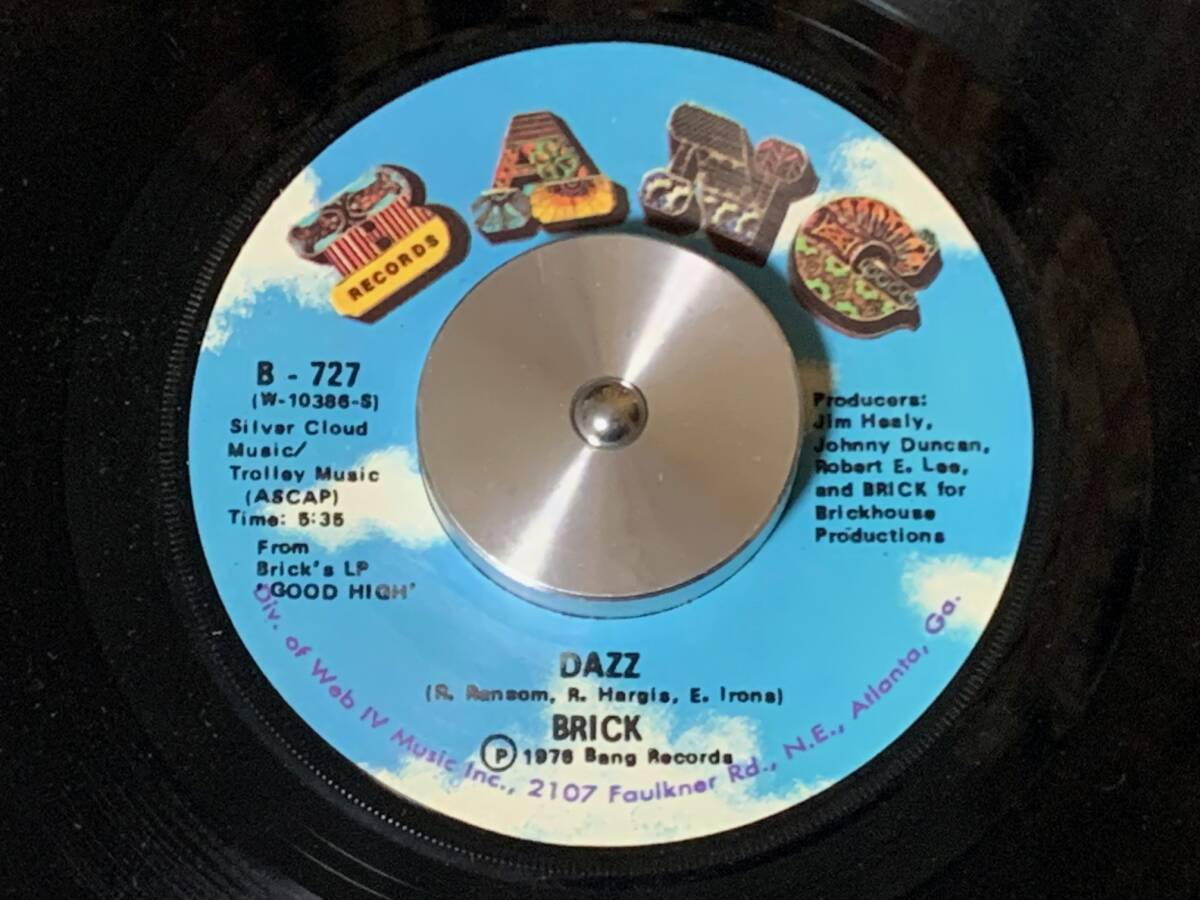 BANG
RECORDS
B - 727
(W-10386-S)
Silver Cloud
Music/
Trolley Music
(ASCAP)
Time: 5:35
From
Brick's LP
"GOOD HIGH"
Producers:
Jim Healy,
Johnny Duncan,
Robert E. Lee,
and BRICK for
Brickhouse
Productions
DAZZ
(R. Ransom, R. Hargis, E. Irons)
BRICK
Ⓟ 1976 Bang Records
Div. of Web IV Music Inc., 2107 Faulkner Rd., N.E., Atlanta, Ga.